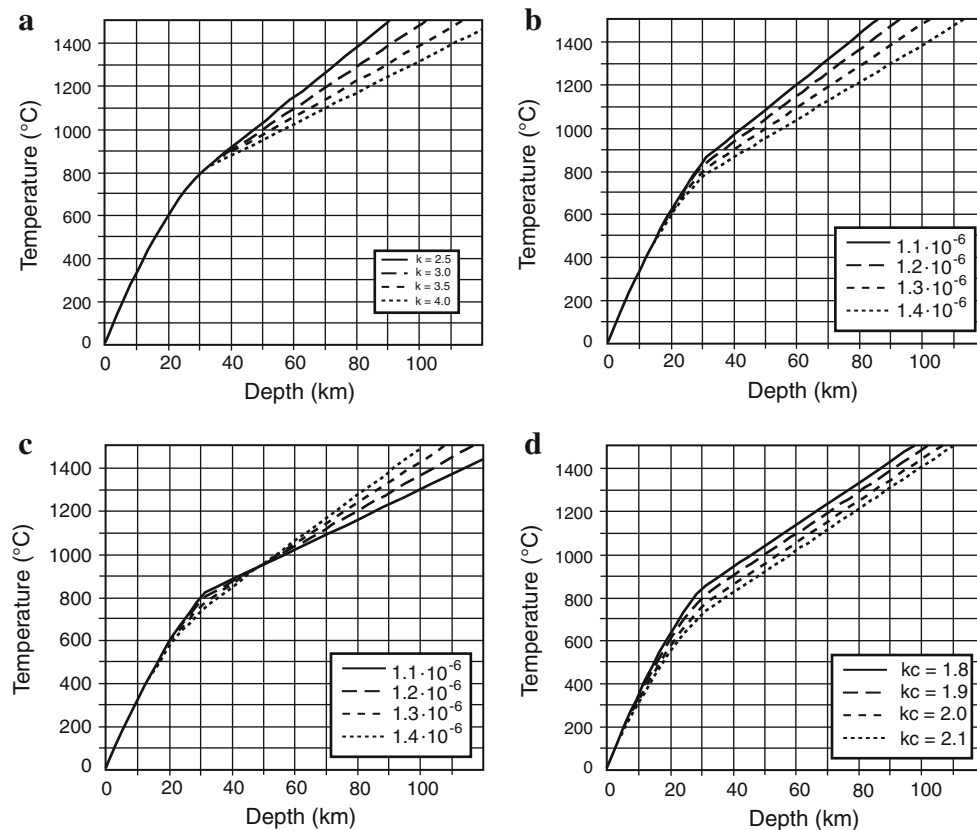 a
1400
1200
1000
800
600
400
200
0
Temperature (°C)
0 20 40 60 80 100
Depth (km)
k = 2.5
k = 3.0
k = 3.5
k = 4.0
b
1400
1200
1000
800
600
400
200
0
Temperature (°C)
0 20 40 60 80 100
Depth (km)
1.1·10⁻⁶
1.2·10⁻⁶
1.3·10⁻⁶
1.4·10⁻⁶
c
1400
1200
1000
800
600
400
200
0
Temperature (°C)
0 20 40 60 80 100
Depth (km)
1.1·10⁻⁶
1.2·10⁻⁶
1.3·10⁻⁶
1.4·10⁻⁶
d
1400
1200
1000
800
600
400
200
0
Temperature (°C)
0 20 40 60 80 100
Depth (km)
kc = 1.8
kc = 1.9
kc = 2.0
kc = 2.1